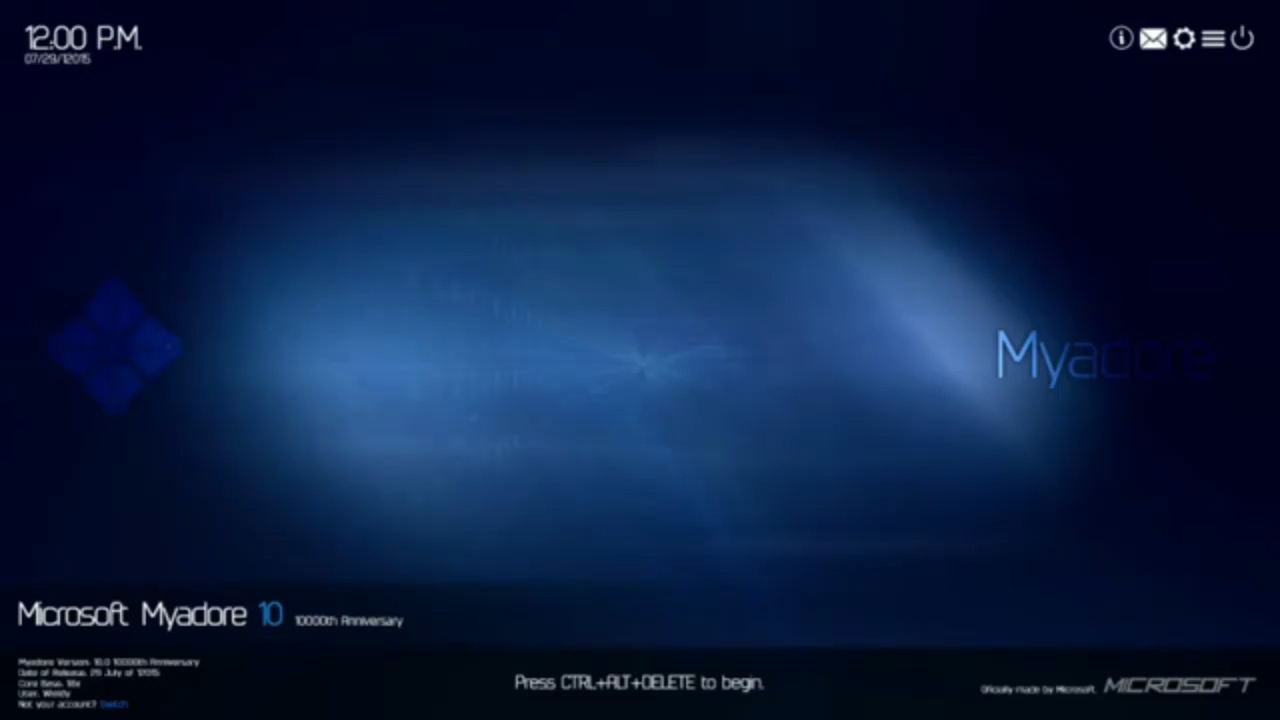 12:00 P.M.
07/29/12015
Myadore
Microsoft Myadore 10 10000th Anniversary
Myadore Version: 10.0 10000th Anniversary
Date of Release: 29 July of 12015
Core Base:
User: Wendy
Not your account? Switch
Press CTRL+ALT+DELETE to begin.
Officially made by Microsoft. MICROSOFT